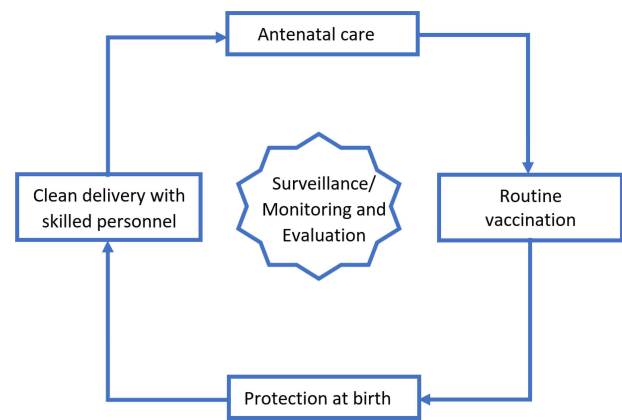 Antenatal care
Clean delivery with
skilled personnel
Surveillance/
Monitoring and
Evaluation
Routine
vaccination
Protection at birth